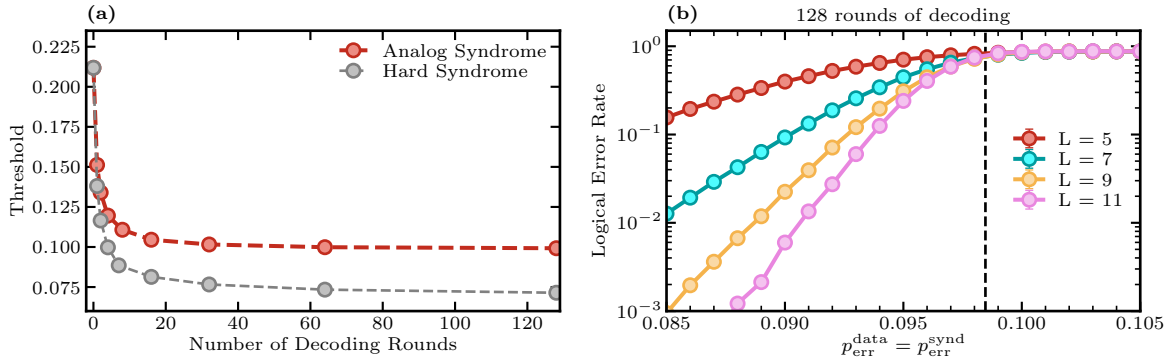 (a)
0.225
0.200
0.175
0.150
0.125
0.100
0.075
Threshold
Analog Syndrome
Hard Syndrome
0 20 40 60 80 100 120
Number of Decoding Rounds
(b)
128 rounds of decoding
10⁰
10⁻¹
10⁻²
10⁻³
Logical Error Rate
L = 5
L = 7
L = 9
L = 11
0.085 0.090 0.095 0.100 0.105
p_err^data = p_err^synd